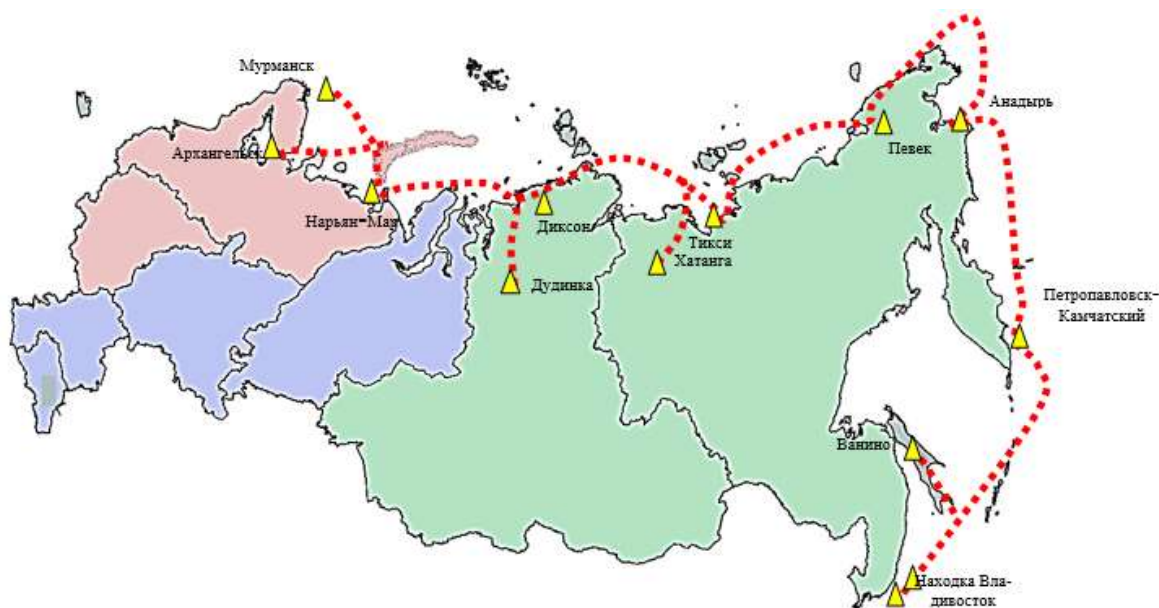 Мурманск
Архангельск
Нарьян-Мар
Диксон
Дудинка
Тикси
Хатанга
Певек
Анадырь
Петропавловск-
Камчатский
Ванино
Находка Вла-
дивосток